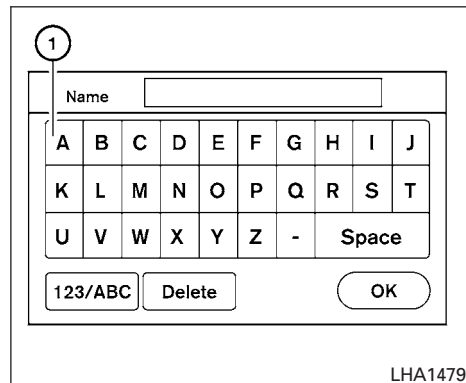 1
Name
A B C D E F G H I J
K L M N O P Q R S T
U V W X Y Z - Space
123/ABC Delete OK
LHA1479